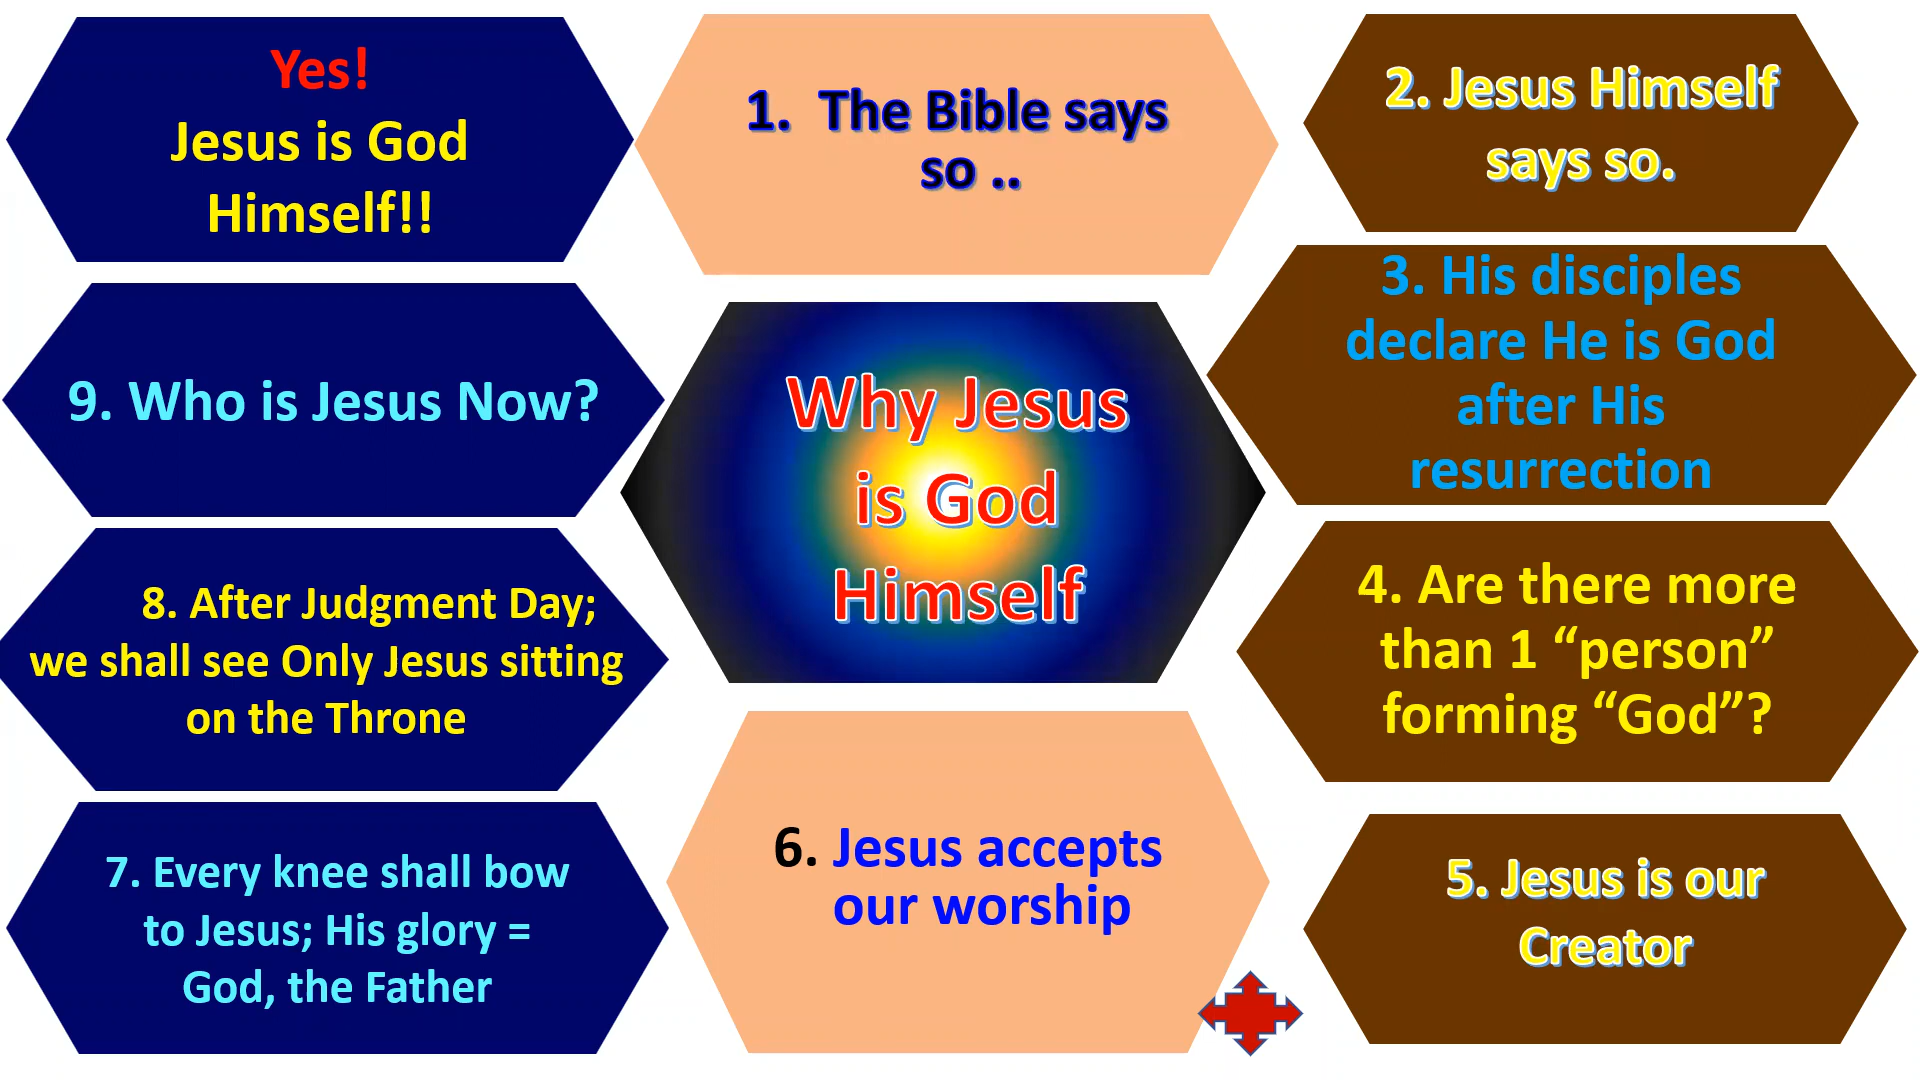 Yes!
Jesus is God
Himself!!
1. The Bible says
so ..
2. Jesus Himself
says so.
3. His disciples
declare He is God
after His
resurrection
4. Are there more
than 1 “person”
forming “God”?
5. Jesus is our
Creator
6. Jesus accepts
our worship
7. Every knee shall bow
to Jesus; His glory =
God, the Father
8. After Judgment Day;
we shall see Only Jesus sitting
on the Throne
9. Who is Jesus Now?
Why Jesus
is God
Himself